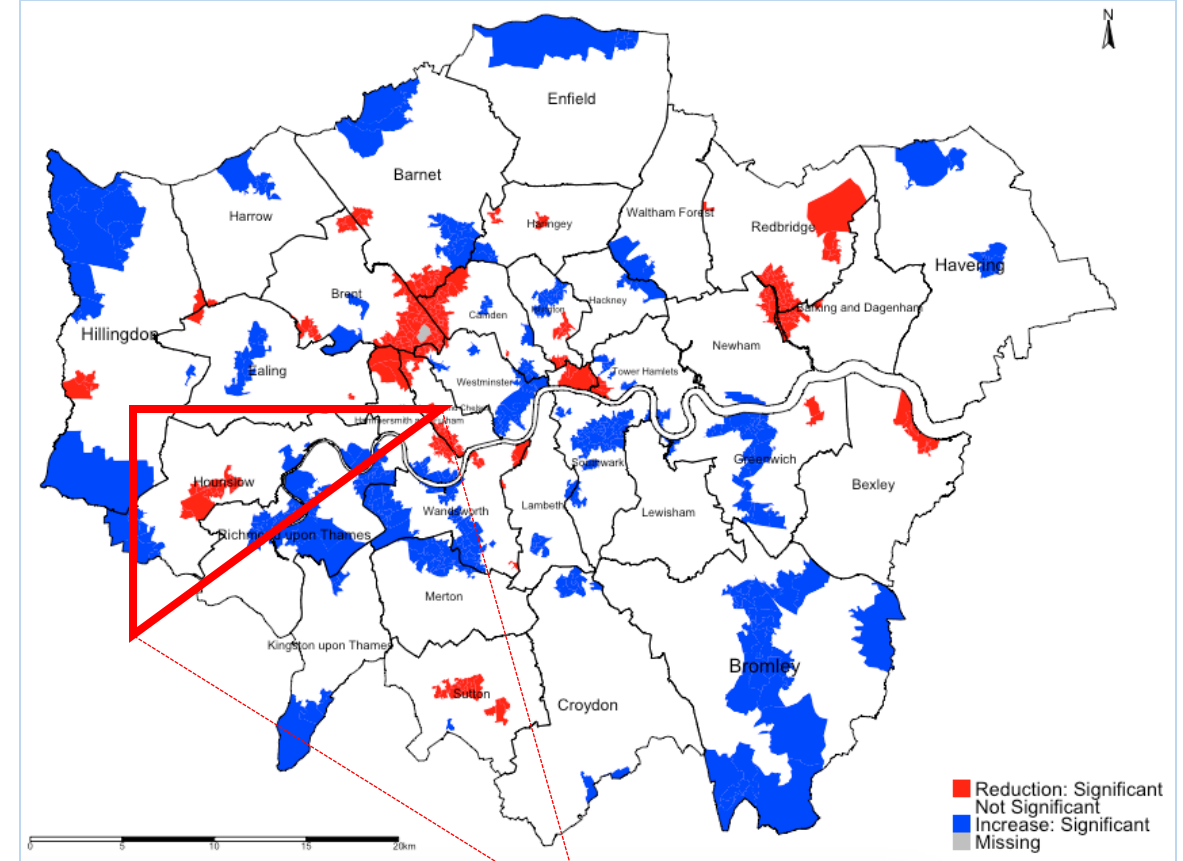 N
Enfield
Barnet
Harrow
Haringey
Waltham Forest
Redbridge
Havering
Brent
Camden
Hackney
Barking and Dagenham
Hillingdon
Newham
Ealing
Westminster
Tower Hamlets
Hounslow
Southwark
Greenwich
Bexley
Wandsworth
Lambeth
Lewisham
Richmond upon Thames
Merton
Kingston upon Thames
Bromley
Sutton
Croydon
Reduction: Significant
Not Significant
Increase: Significant
Missing
0 5 10 15 20km